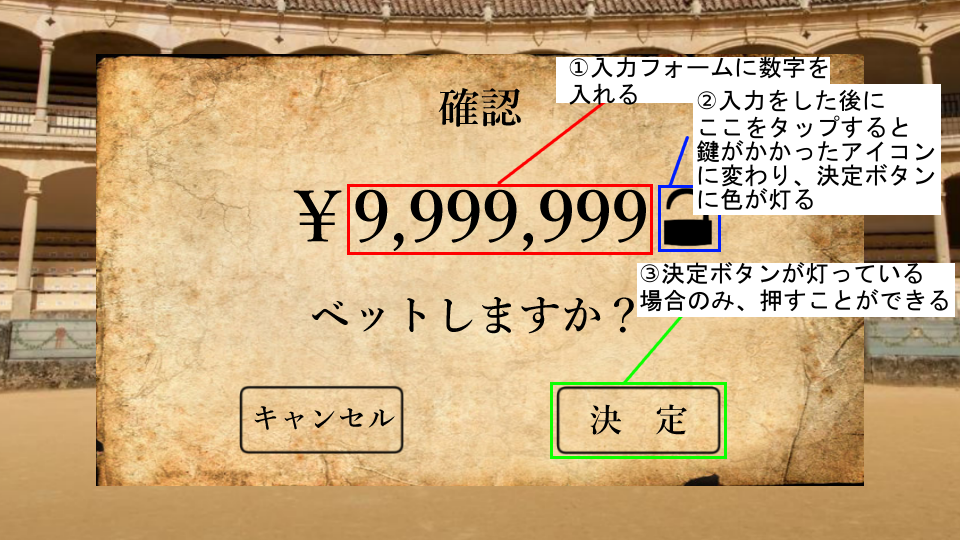 ①入力フォームに数字を
入れる
確認
②入力をした後に
ここをタップすると
鍵がかかったアイコン
に変わり、決定ボタン
に色が灯る
￥9,999,999
③決定ボタンが灯っている
場合のみ、押すことができる
ベットしますか？
キャンセル
決　定